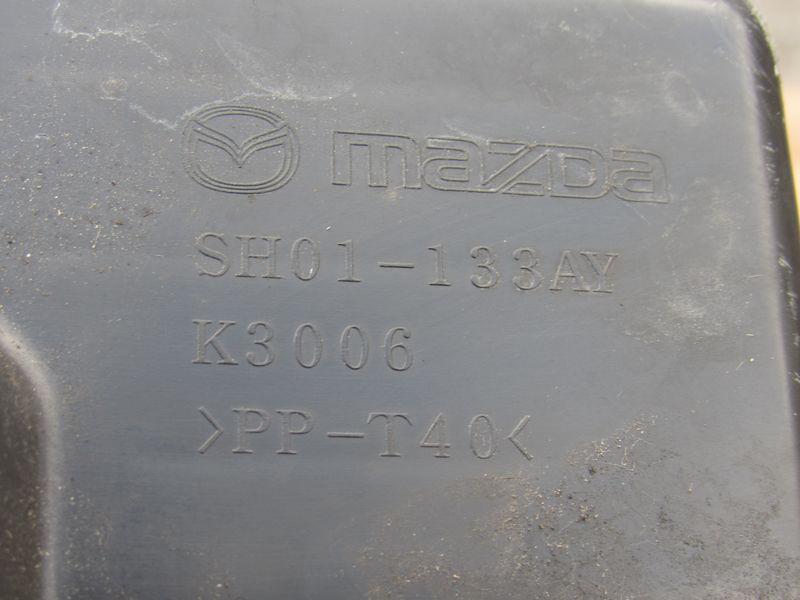 mazda
SH01-133AY
K3006
>PP-T40<